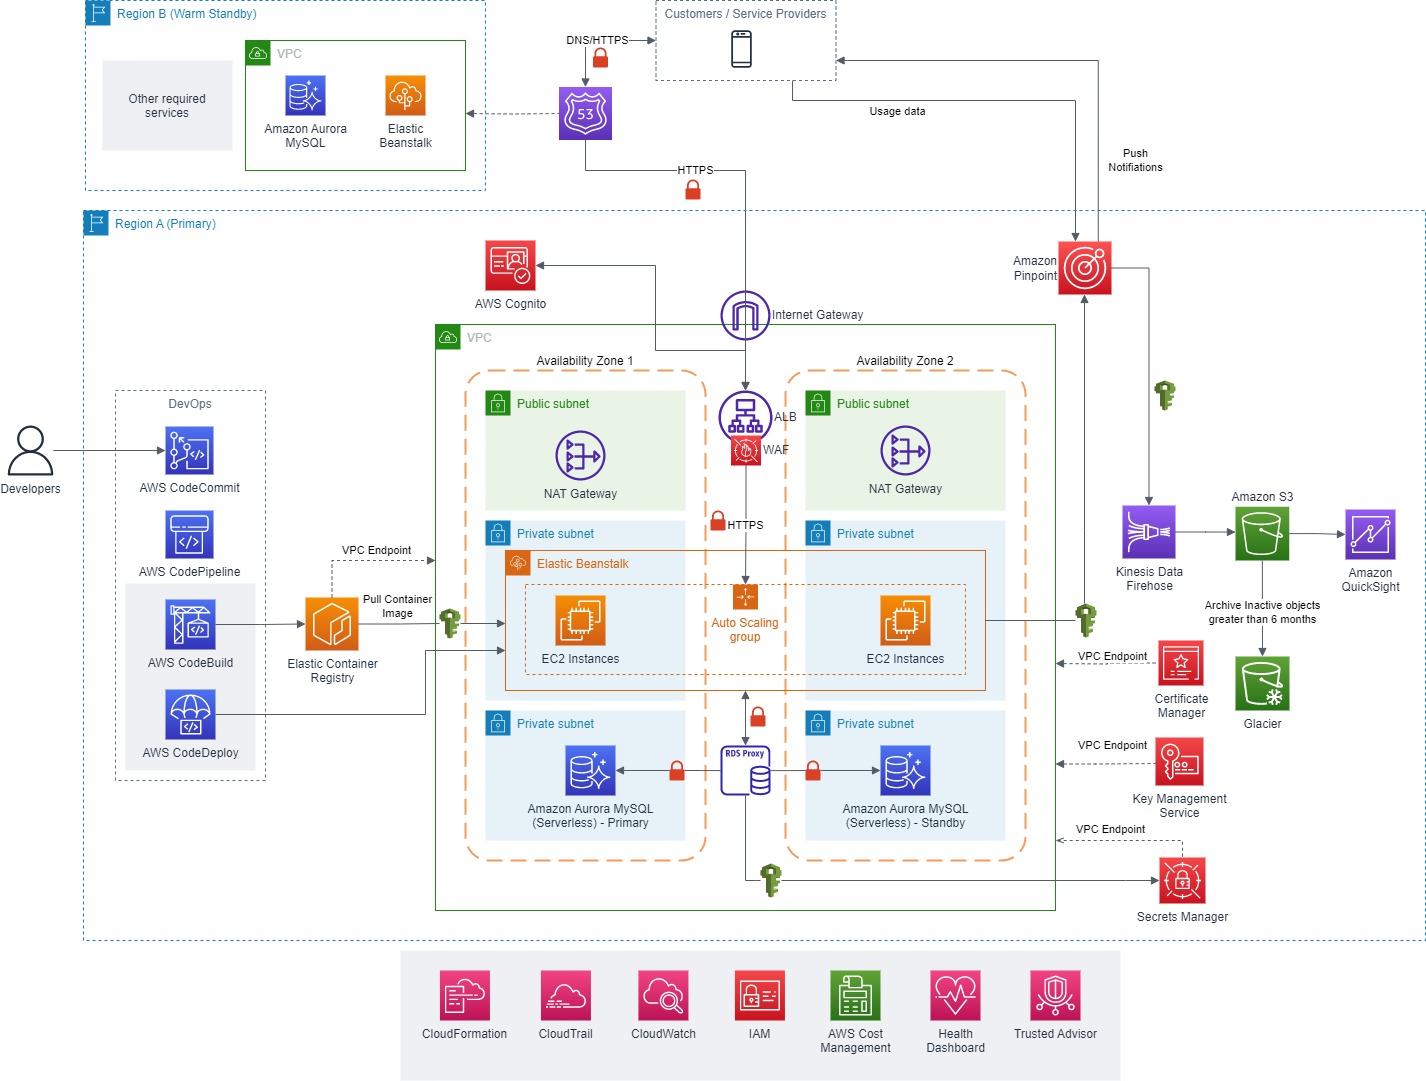 Region B (Warm Standby)
VPC
Other required
services
Amazon Aurora
MySQL
Elastic
Beanstalk
DNS/HTTPS
53
Customers / Service Providers
Usage data
Push
Notifiations
HTTPS
Region A (Primary)
AWS Cognito
Internet Gateway
Amazon
Pinpoint
VPC
Availability Zone 1
Availability Zone 2
DevOps
Developers
AWS CodeCommit
AWS CodePipeline
AWS CodeBuild
AWS CodeDeploy
VPC Endpoint
Pull Container
Image
Elastic Container
Registry
Public subnet
NAT Gateway
ALB
WAF
Public subnet
NAT Gateway
HTTPS
Private subnet
Private subnet
Elastic Beanstalk
EC2 Instances
Auto Scaling
group
EC2 Instances
Private subnet
Amazon Aurora MySQL
(Serverless) - Primary
RDS Proxy
Private subnet
Amazon Aurora MySQL
(Serverless) - Standby
Kinesis Data
Firehose
Amazon S3
Amazon
QuickSight
Archive Inactive objects
greater than 6 months
Glacier
VPC Endpoint
Certificate
Manager
VPC Endpoint
Key Management
Service
VPC Endpoint
Secrets Manager
CloudFormation
CloudTrail
CloudWatch
IAM
AWS Cost
Management
Health
Dashboard
Trusted Advisor